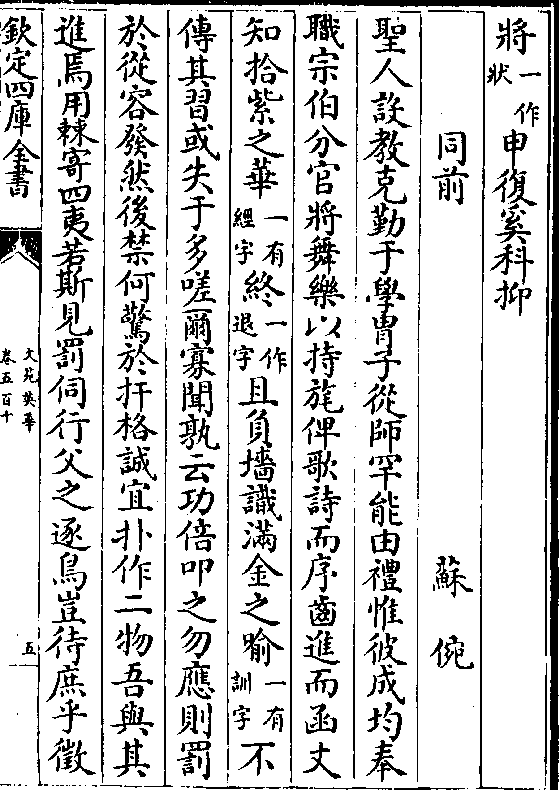 將一作狀申復奚科抑
同前 蘇倇
聖人設教克勤于學胄子從師罕能由禮惟彼成均奉
職宗伯分官將舞樂以持旄俾歌詩而序齒進而函丈
知拾紫之華一有經字終一作退字且負墻識滿金之喻一有訓字不
傳其習或失于多嗟爾寡聞孰云功倍叩之勿應則罰
於從容發然後禁何驚於扞格誠宜扑作二物吾與其
進焉用棘寄四夷若斯見罰伺行父之逐鳥豈待庶乎徵
欽定四庫全書
文苑英華
卷五百十
五